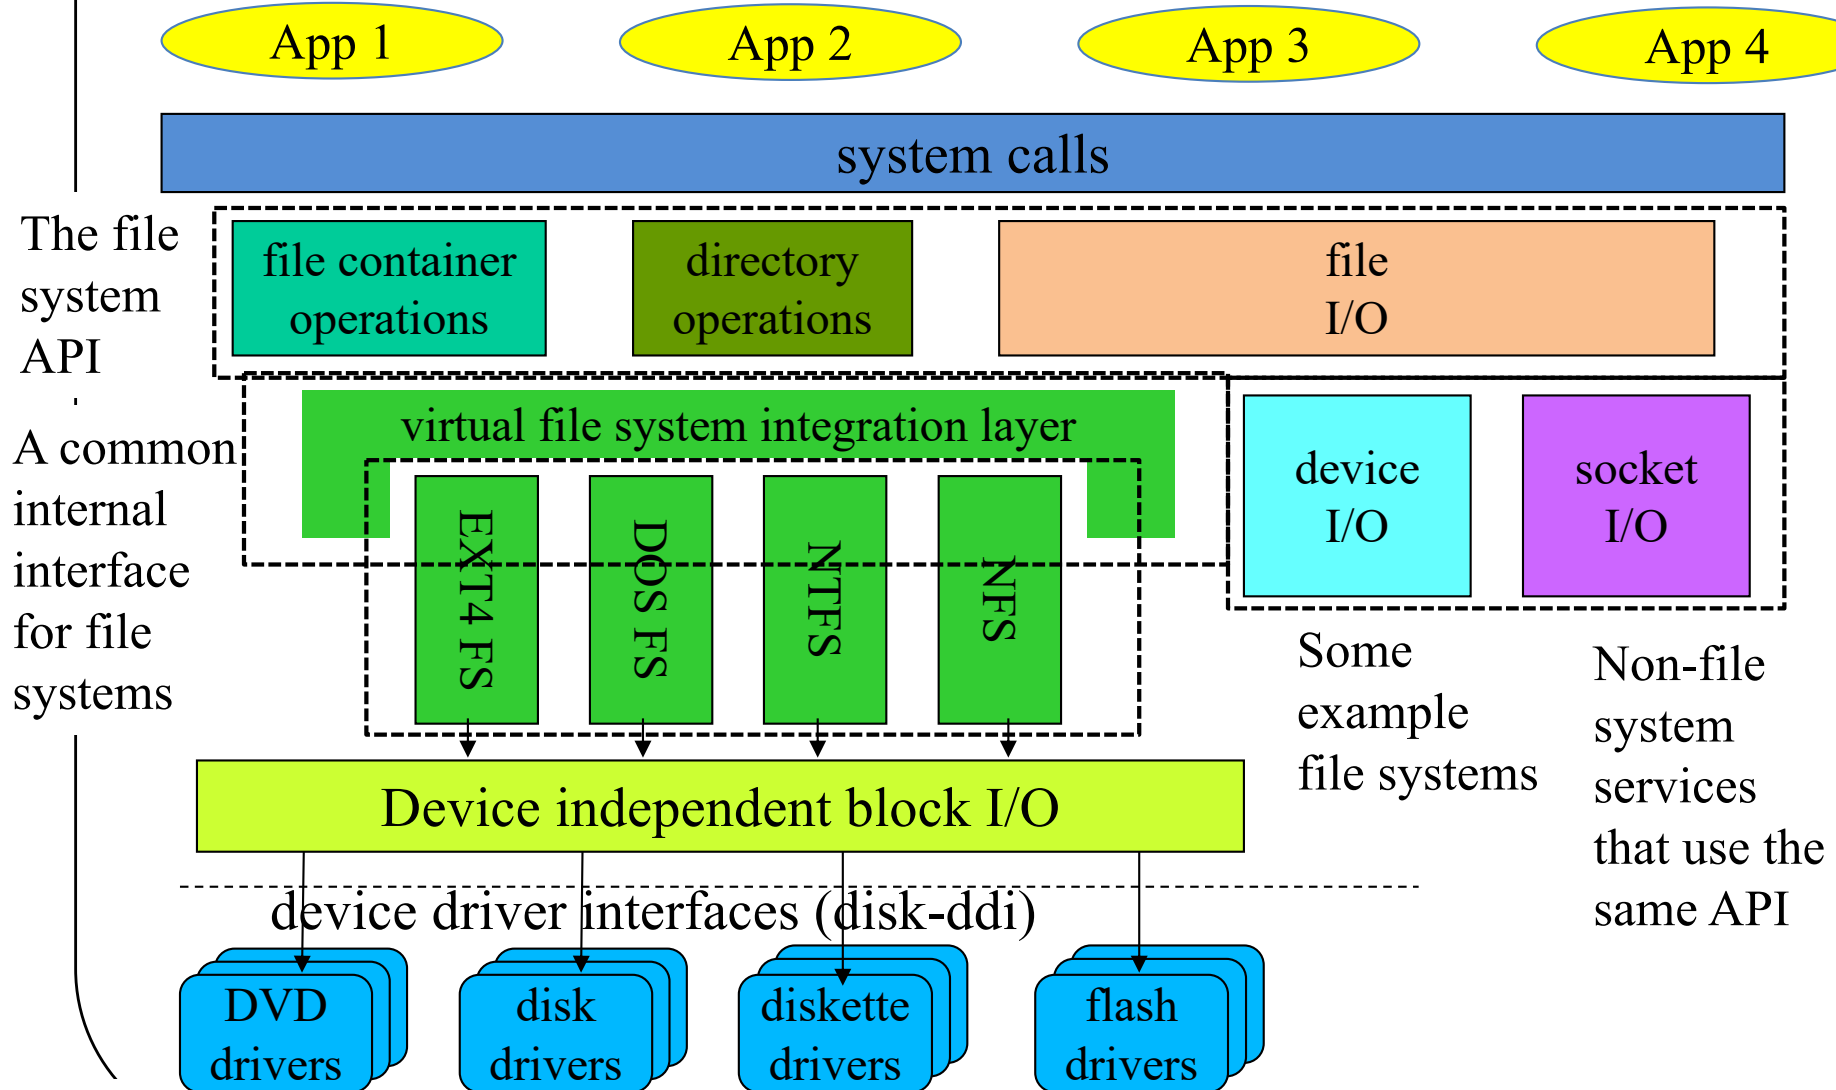 App 1
App 2
App 3
App 4
system calls
The file
system
API
file container
operations
directory
operations
file
I/O
A common
internal
interface
for file
systems
virtual file system integration layer
EXT4 FS
DOS FS
NTFS
NFS
device
I/O
socket
I/O
Some
example
file systems
Non-file
system
services
that use the
same API
Device independent block I/O
device driver interfaces (disk-ddi)
DVD
drivers
disk
drivers
diskette
drivers
flash
drivers